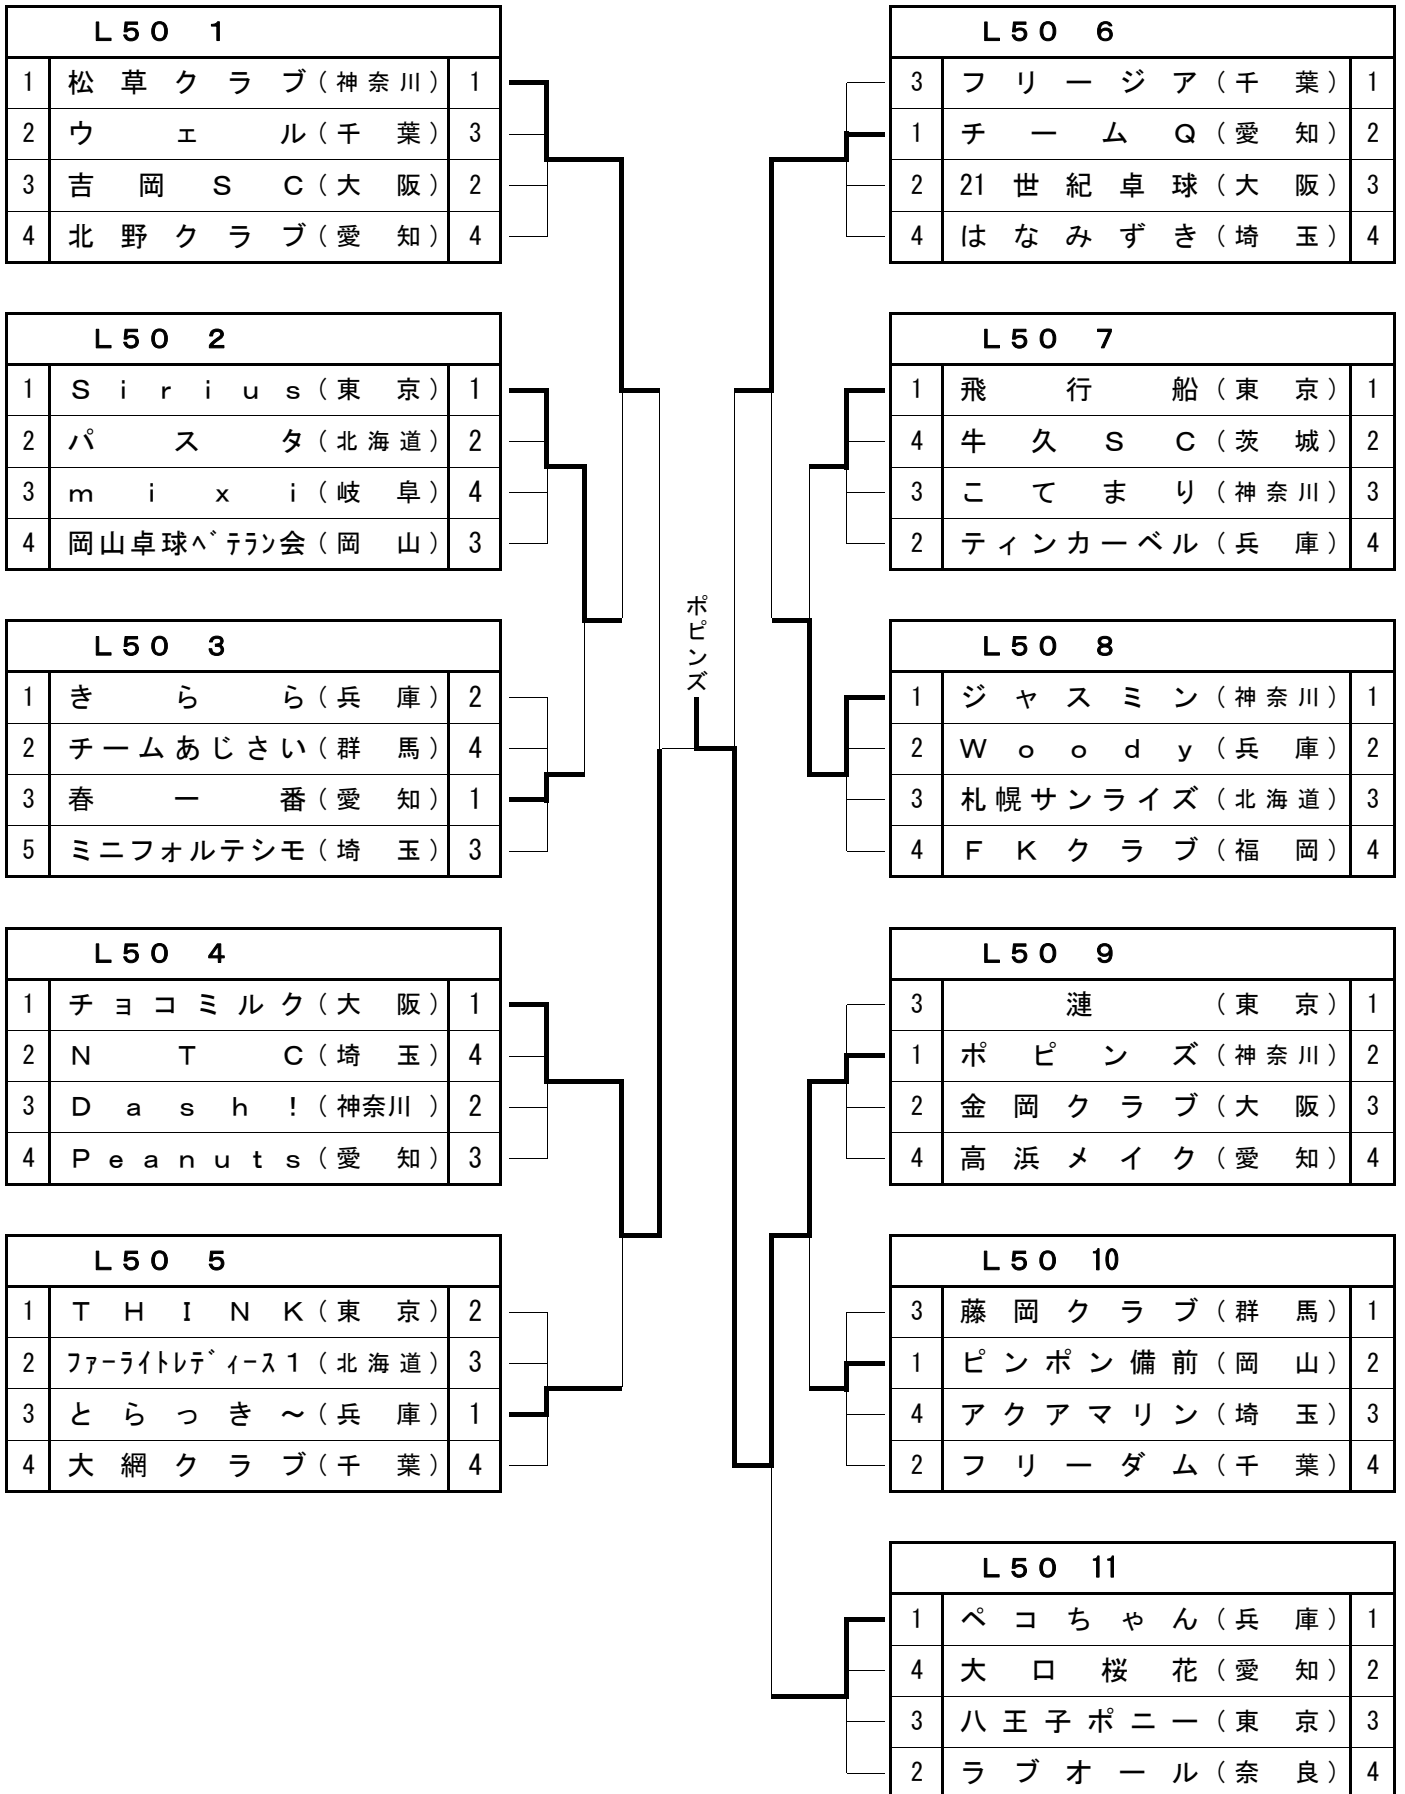 Ｌ５０　１
1 松草クラブ（神奈川） 1
2 ウェル（千葉） 3
3 吉岡ＳＣ（大阪） 2
4 北野クラブ（愛知） 4
Ｌ５０　２
1 Ｓｉｒｉｕｓ（東京） 1
2 パスタ（北海道） 2
3 ｍｉｘｉ（岐阜） 4
4 岡山卓球ﾍﾞﾃﾗﾝ会（岡山） 3
Ｌ５０　３
1 きらら（兵庫） 2
2 チームあじさい（群馬） 4
3 春一番（愛知） 1
5 ミニフォルテシモ（埼玉） 3
Ｌ５０　４
1 チョコミルク（大阪） 1
2 ＮＴＣ（埼玉） 4
3 Ｄａｓｈ！（神奈川） 2
4 Ｐｅａｎｕｔｓ（愛知） 3
Ｌ５０　５
1 ＴＨＩＮＫ（東京） 2
2 ﾌｧｰﾗｲﾄﾚﾃﾞｨｰｽ１（北海道） 3
3 とらっき～（兵庫） 1
4 大網クラブ（千葉） 4
ポピンズ
Ｌ５０　６
3 フリージア（千葉） 1
1 チームＱ（愛知） 2
2 21世紀卓球（大阪） 3
4 はなみずき（埼玉） 4
Ｌ５０　７
1 飛行船（東京） 1
4 牛久ＳＣ（茨城） 2
3 こてまり（神奈川） 3
2 ティンカーベル（兵庫） 4
Ｌ５０　８
1 ジャスミン（神奈川） 1
2 Ｗｏｏｄｙ（兵庫） 2
3 札幌サンライズ（北海道） 3
4 ＦＫクラブ（福岡） 4
Ｌ５０　９
3 漣（東京） 1
1 ポピンズ（神奈川） 2
2 金岡クラブ（大阪） 3
4 高浜メイク（愛知） 4
Ｌ５０　10
3 藤岡クラブ（群馬） 1
1 ピンポン備前（岡山） 2
4 アクアマリン（埼玉） 3
2 フリーダム（千葉） 4
Ｌ５０　11
1 ペコちゃん（兵庫） 1
4 大口桜花（愛知） 2
3 八王子ポニー（東京） 3
2 ラブオール（奈良） 4